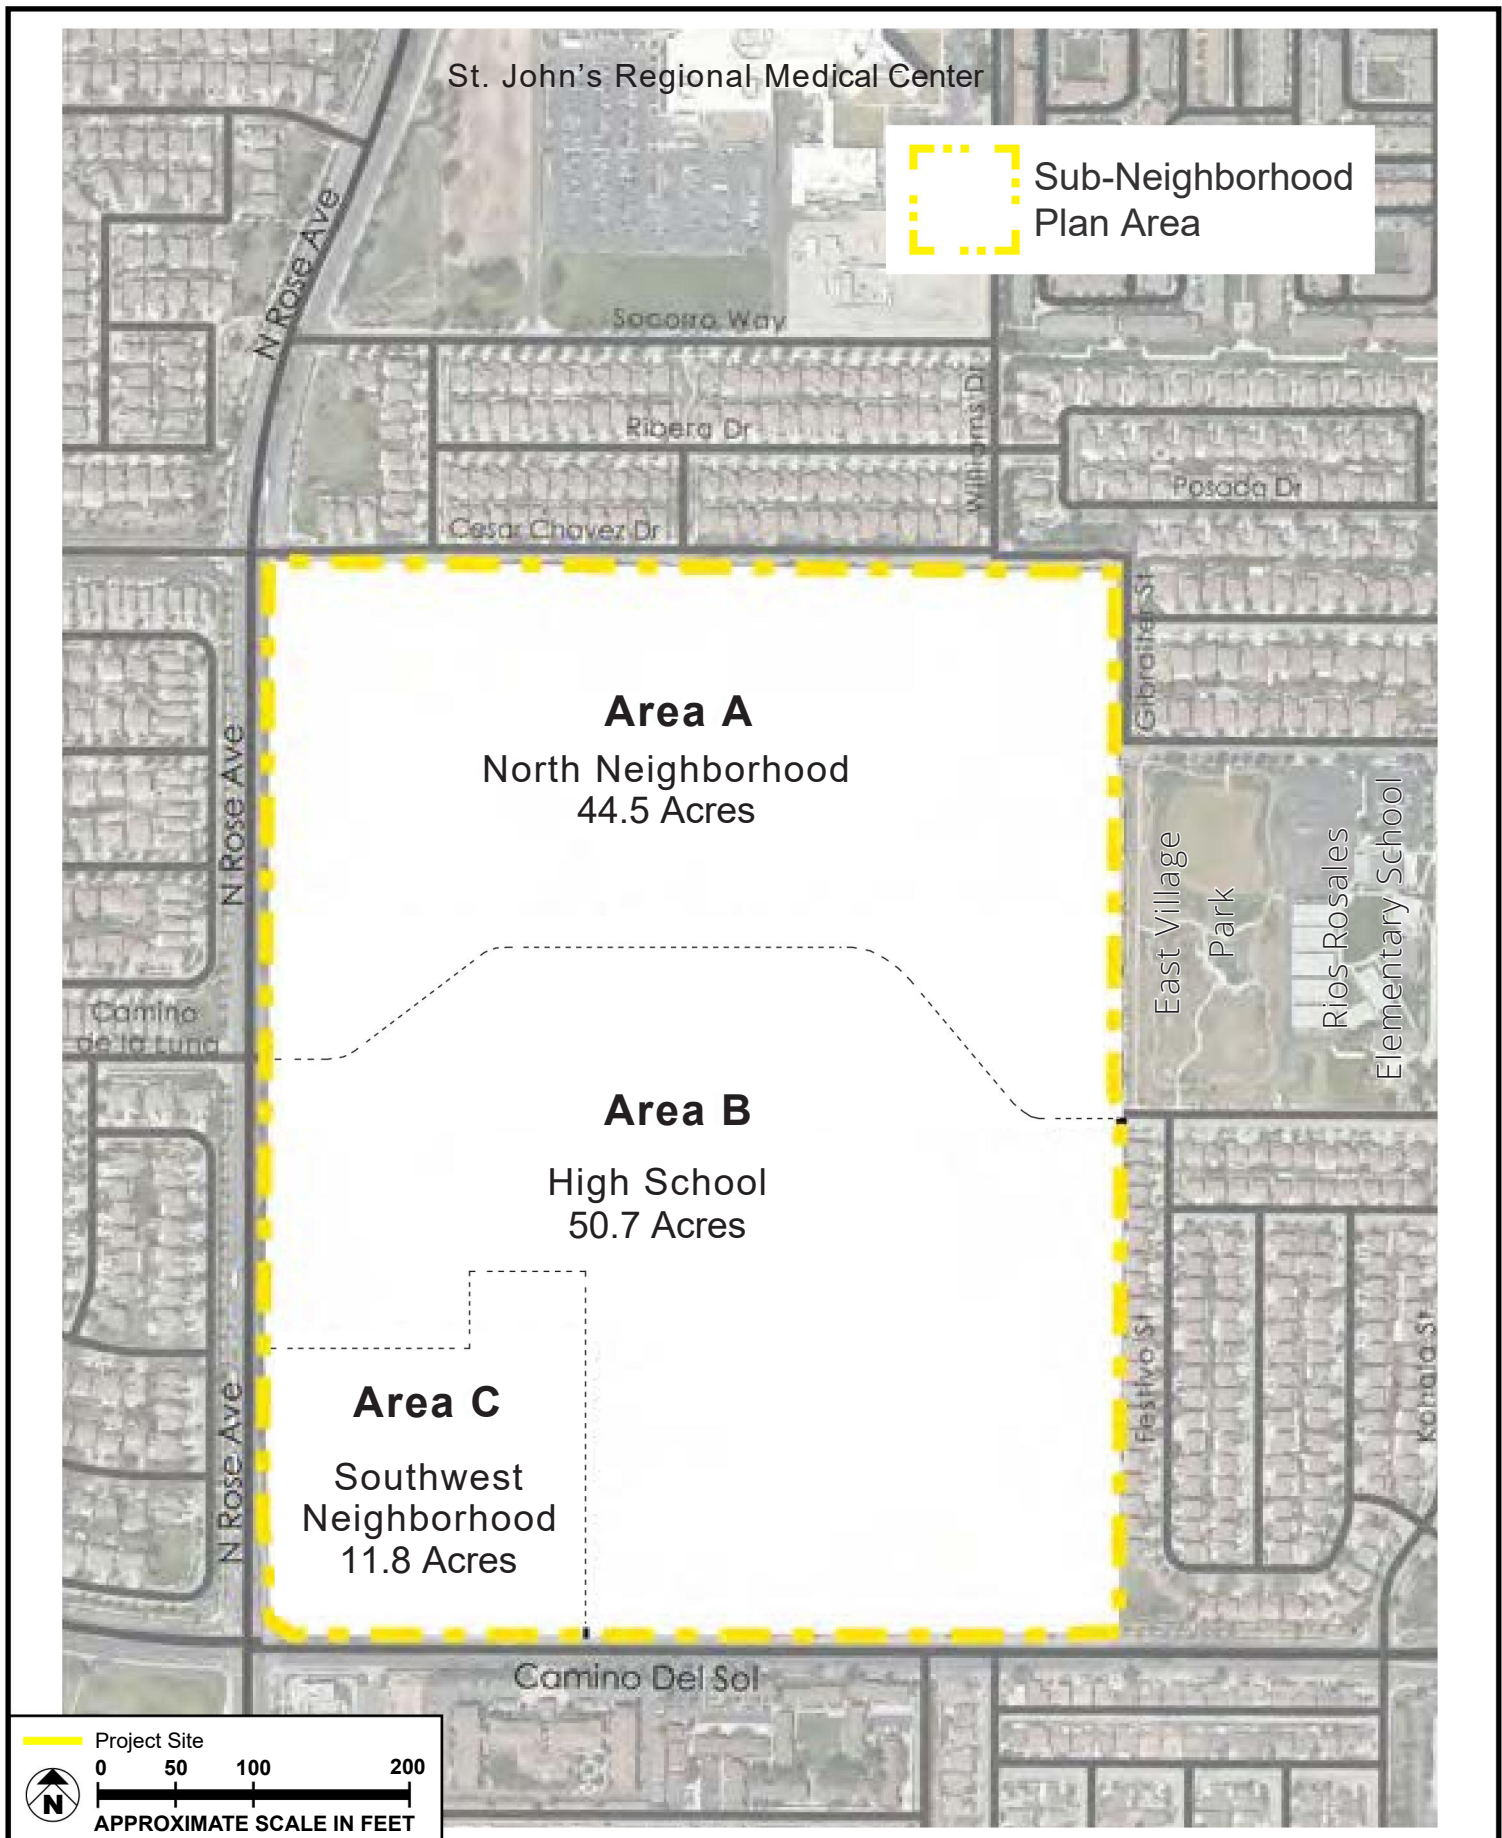 St. John's Regional Medical Center
Sub-Neighborhood
Plan Area
N Rose Ave
Socorro Way
Ribera Dr
Williams Dr
Posada Dr
Cesar Chavez Dr
Gibralter St
Area A
North Neighborhood
44.5 Acres
N Rose Ave
East Village
Park
Rios Rosales
Elementary School
Camino
de la Luna
Area B
High School
50.7 Acres
Festivo St
Kohala St
Area C
Southwest
Neighborhood
11.8 Acres
N Rose Ave
Camino Del Sol
Project Site
0 50 100 200
N
APPROXIMATE SCALE IN FEET